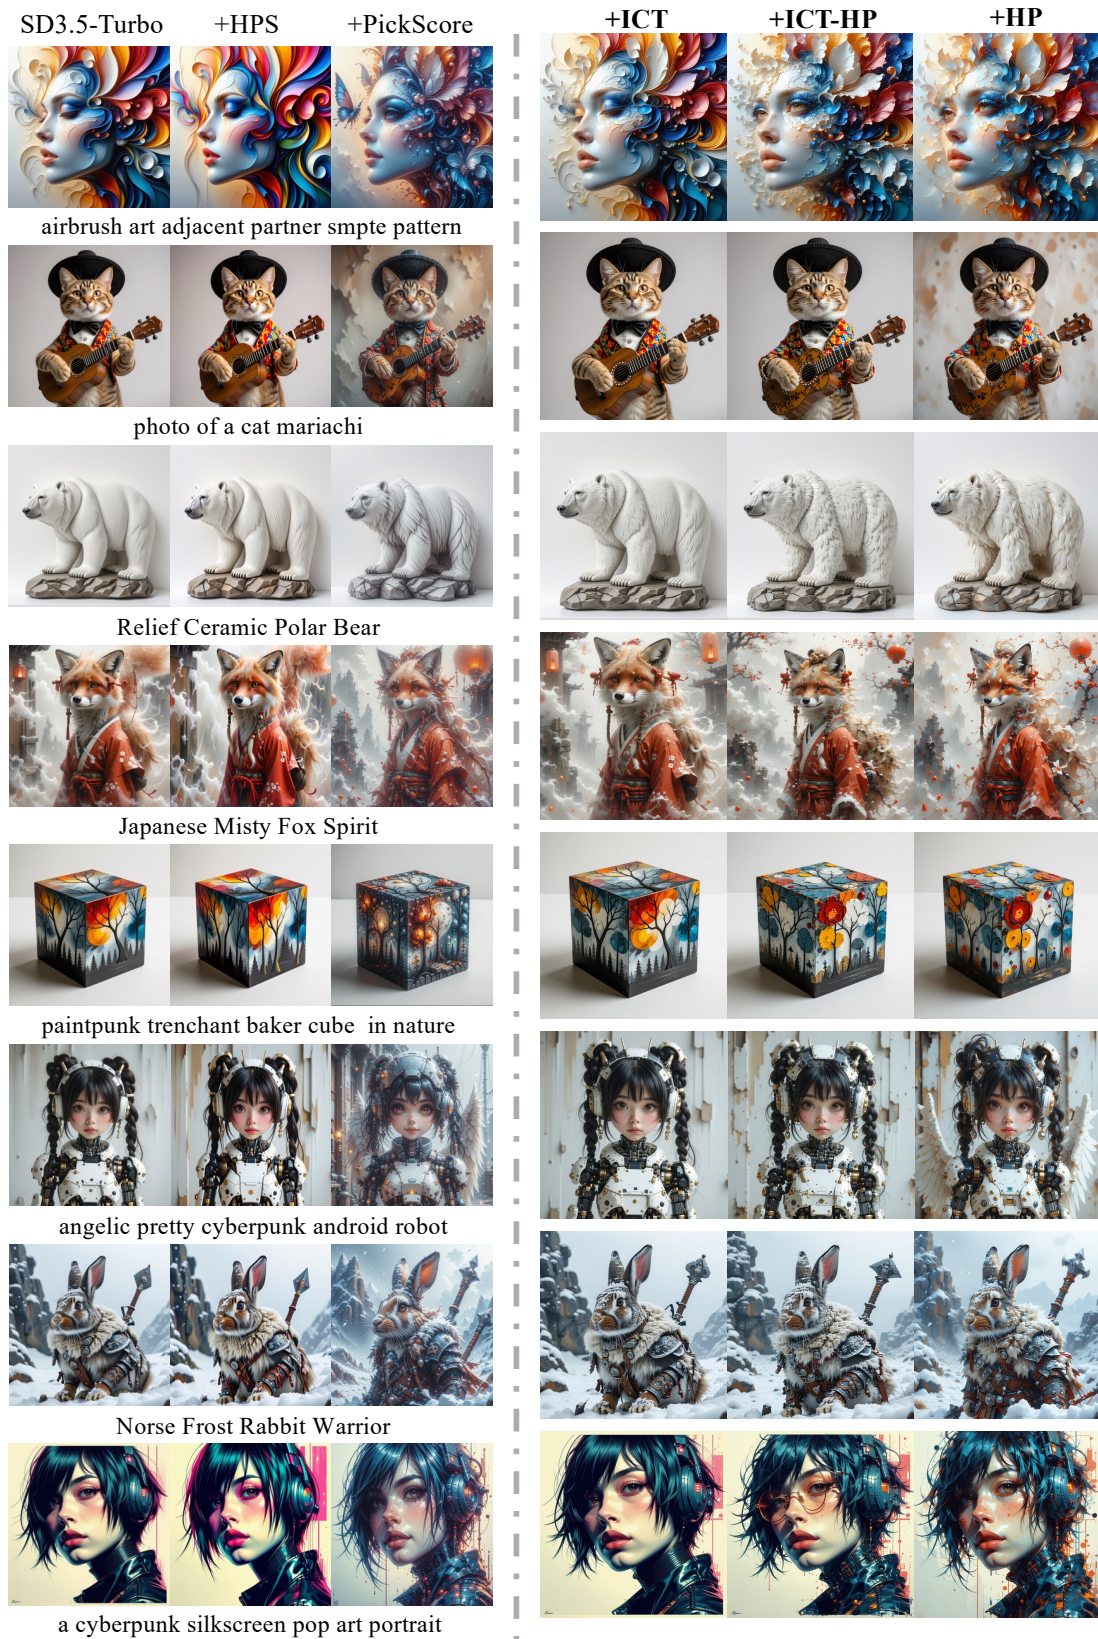 SD3.5-Turbo +HPS +PickScore +ICT +ICT-HP +HP
airbrush art adjacent partner smpte pattern
photo of a cat mariachi
Relief Ceramic Polar Bear
Japanese Misty Fox Spirit
paintpunk trenchant baker cube in nature
angelic pretty cyberpunk android robot
Norse Frost Rabbit Warrior
a cyberpunk silkscreen pop art portrait